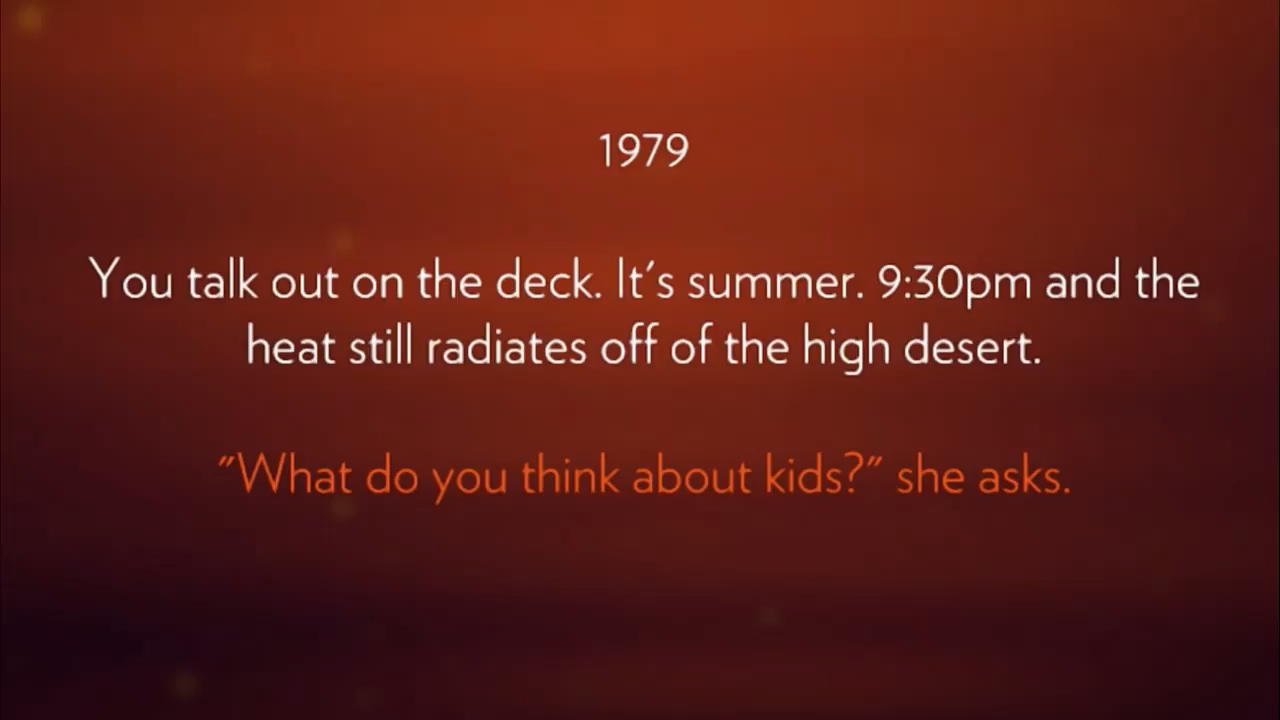 1979
You talk out on the deck. It's summer. 9:30pm and the
heat still radiates off of the high desert.
"What do you think about kids?" she asks.